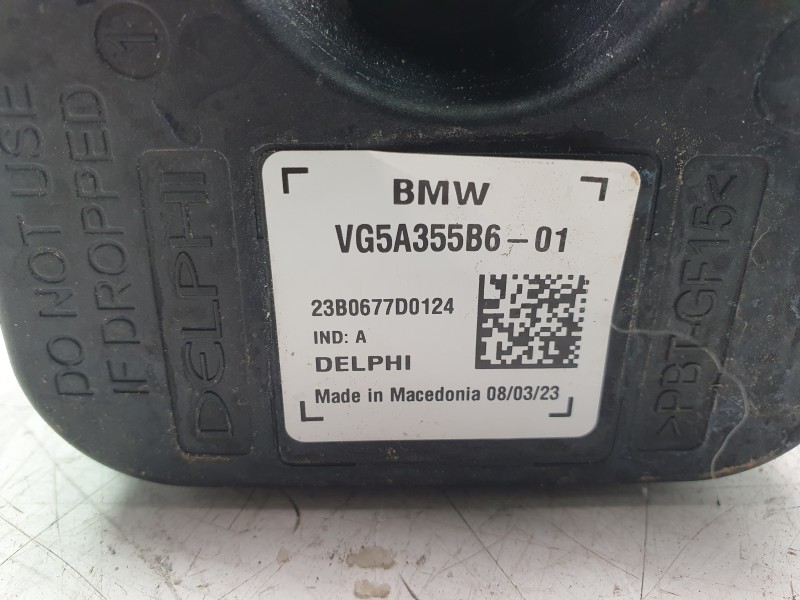 1
DO NOT USE
IF DROPPED
DELPHI
BMW
VG5A355B6-01
23B0677D0124
IND: A
DELPHI
Made in Macedonia 08/03/23
>PBT-GF15<